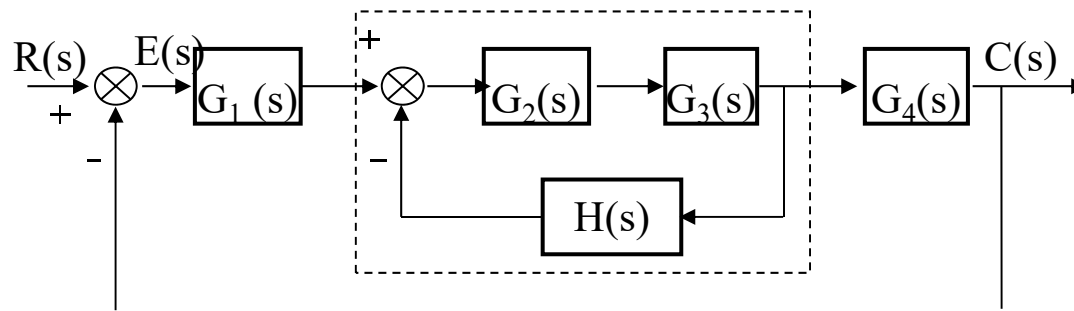 R(s) E(s) G₁ (s) G₂(s) G₃(s) G₄(s) C(s)
+ + − −
H(s)